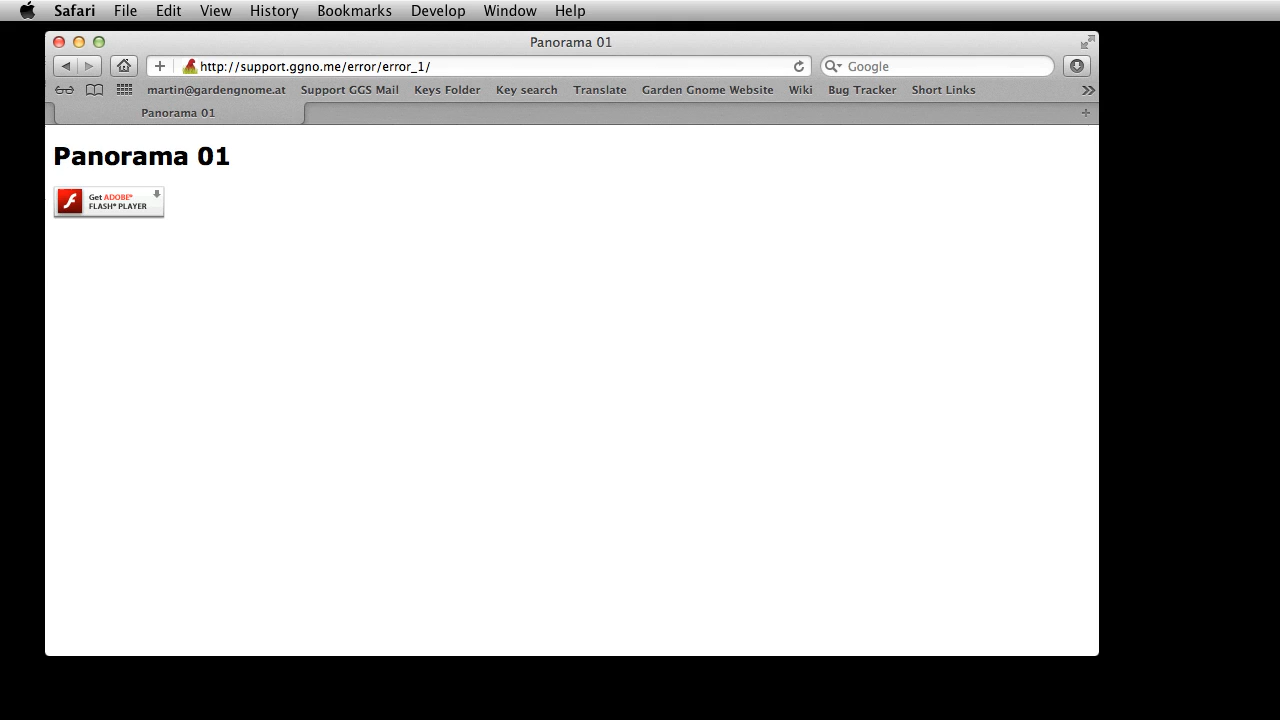 Safari File Edit View History Bookmarks Develop Window Help
Panorama 01
http://support.ggno.me/error/error_1/ Google
martin@gardengnome.at Support GGS Mail Keys Folder Key search Translate Garden Gnome Website Wiki Bug Tracker Short Links
Panorama 01
Panorama 01
Get ADOBE®
FLASH® PLAYER